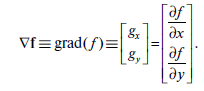 ∇f ≡ grad(f) ≡ [g_x g_y] = [∂f/∂x ∂f/∂y].